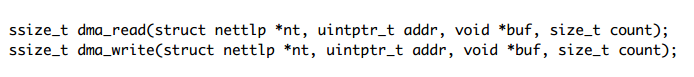 ssize_t dma_read(struct nettlp *nt, uintptr_t addr, void *buf, size_t count);
ssize_t dma_write(struct nettlp *nt, uintptr_t addr, void *buf, size_t count);